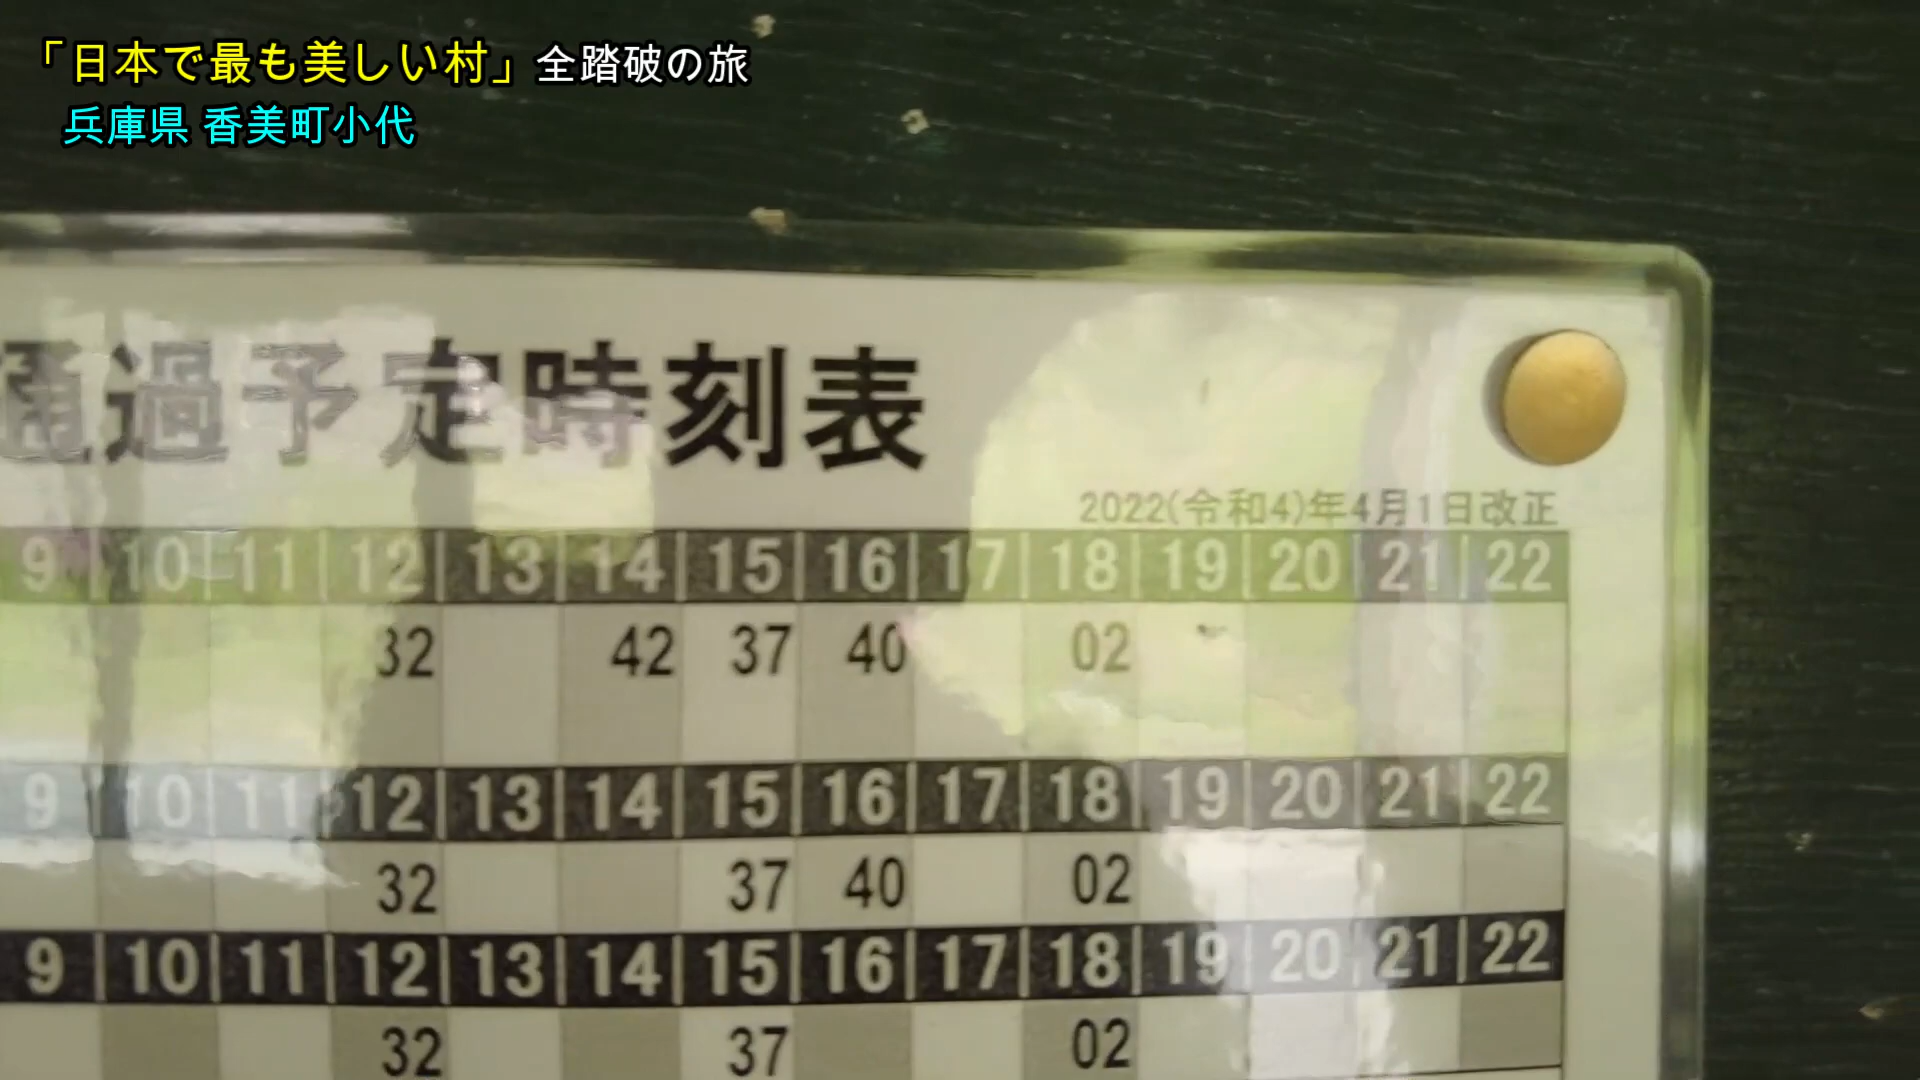 「日本で最も美しい村」全踏破の旅
兵庫県 香美町小代
通過予定時刻表
2022(令和4)年4月1日改正
9 10 11 12 13 14 15 16 17 18 19 20 21 22
32 42 37 40 02
9 10 11 12 13 14 15 16 17 18 19 20 21 22
32 37 40 02
9 10 11 12 13 14 15 16 17 18 19 20 21 22
32 37 02